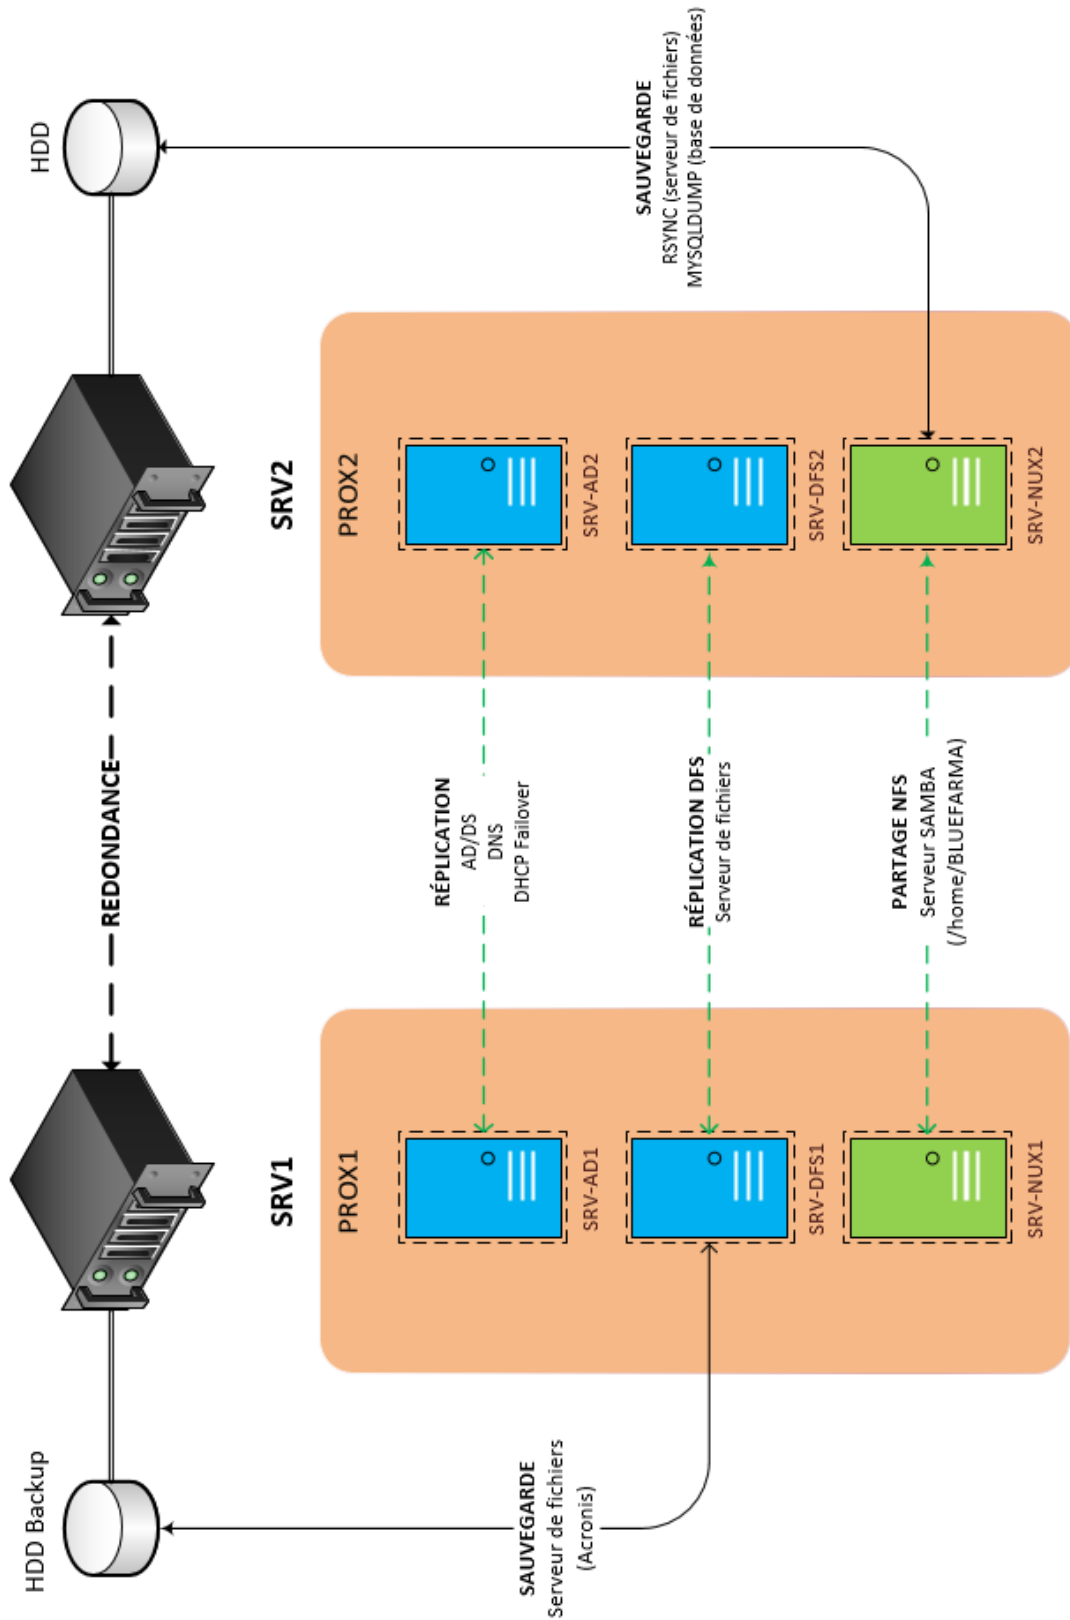 HDD Backup
REDONDANCE
HDD
SRV1
SRV2
PROX1
PROX2
SRV-AD1
RÉPLICATION
AD/DS
DNS
DHCP Failover
SRV-AD2
SAUVEGARDE
Serveur de fichiers
(Acronis)
SRV-DFS1
RÉPLICATION DFS
Serveur de fichiers
SRV-DFS2
SAUVEGARDE
RSYNC (serveur de fichiers)
MYSQLDUMP (base de données)
SRV-NUX1
PARTAGE NFS
Serveur SAMBA
(/home/BLUEFARMA)
SRV-NUX2